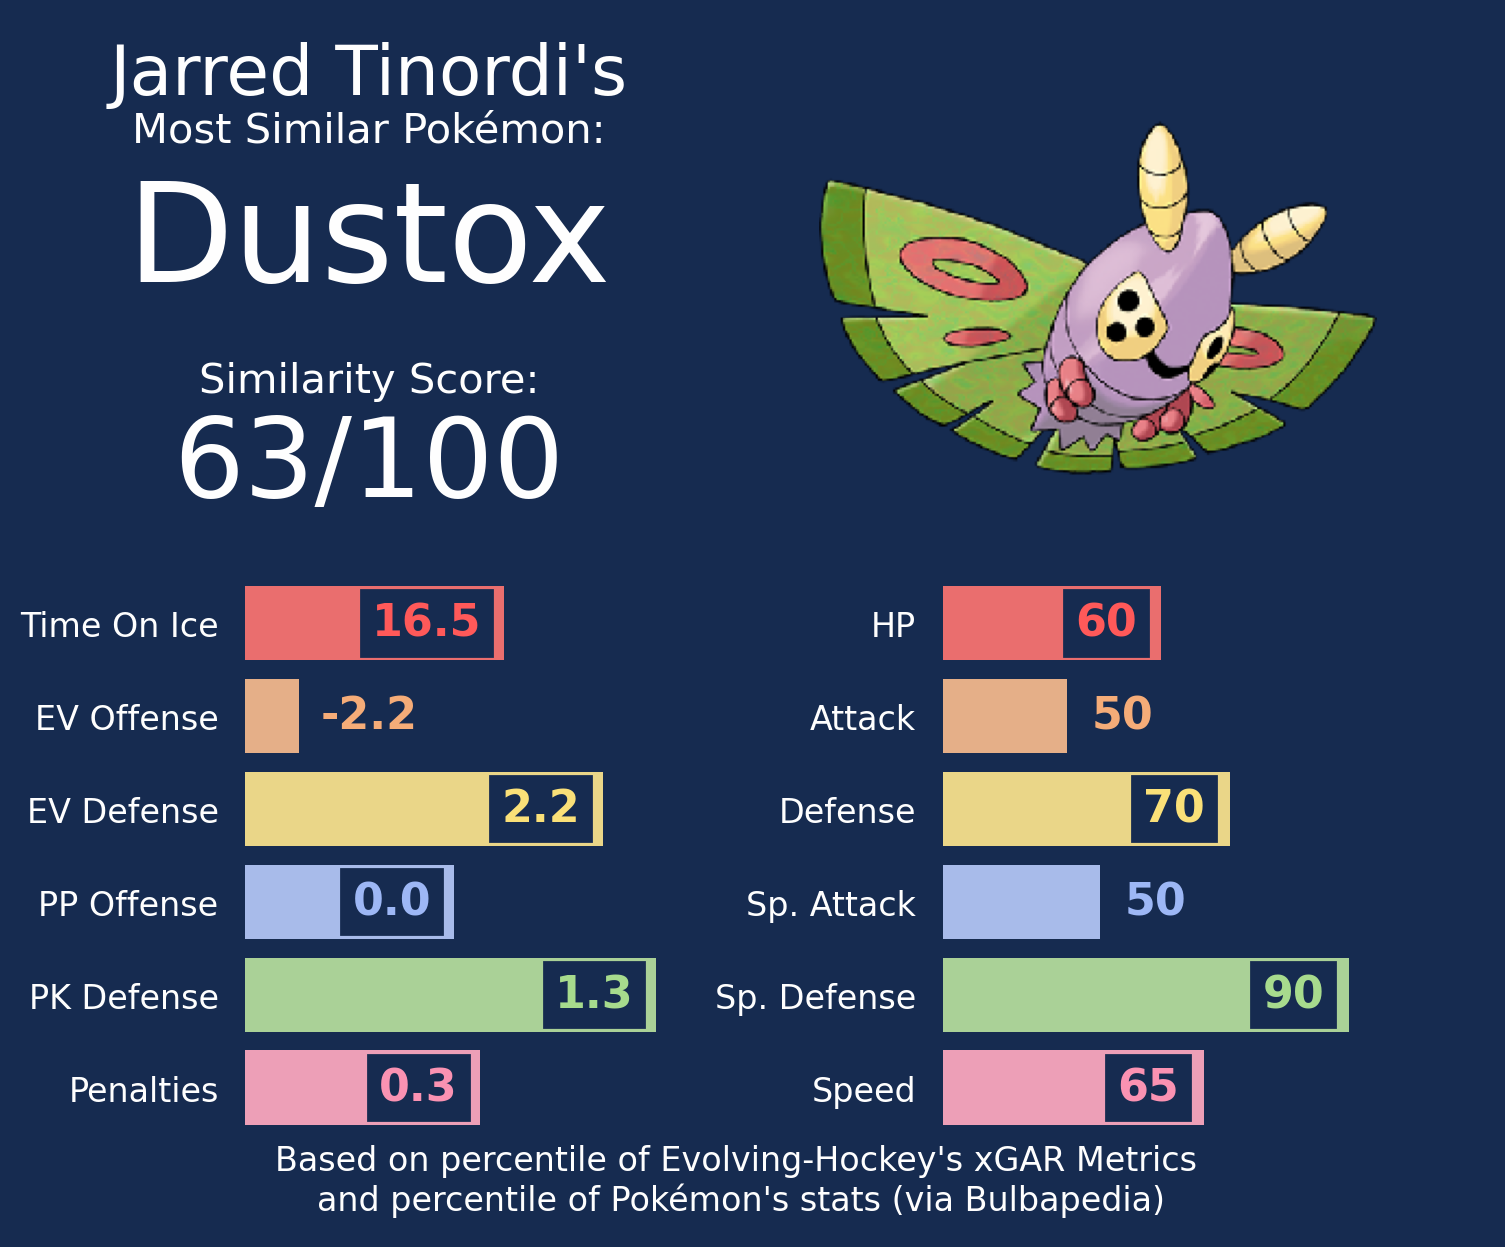 Jarred Tinordi's
Most Similar Pokémon:
Dustox
Similarity Score:
63/100
Time On Ice 16.5
EV Offense -2.2
EV Defense 2.2
PP Offense 0.0
PK Defense 1.3
Penalties 0.3
HP 60
Attack 50
Defense 70
Sp. Attack 50
Sp. Defense 90
Speed 65
Based on percentile of Evolving-Hockey's xGAR Metrics
and percentile of Pokémon's stats (via Bulbapedia)